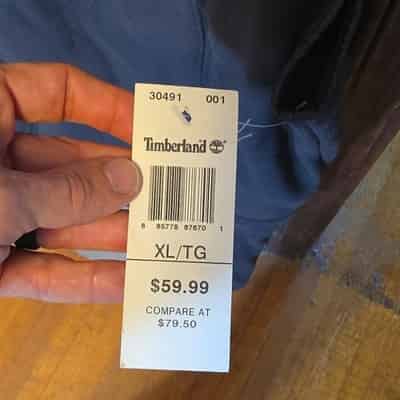 30491 001
Timberland
6 85778 87670 1
XL/TG
$59.99
COMPARE AT
$79.50